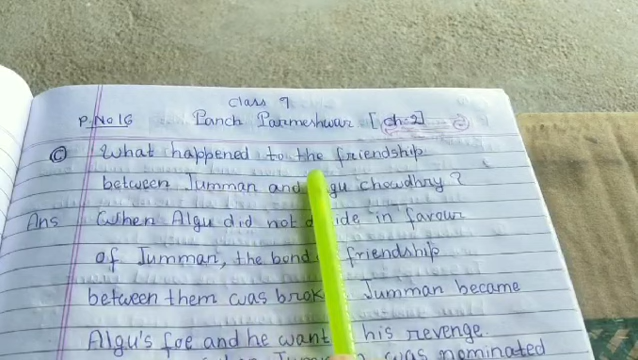 class 9
P.No 16 Panch Parmeshwar [ch-2]
(C) What happened to the friendship
between Jumman and gu chowdhry ?
Ans When Algu did not d ide in favour
of Jumman, the bond friendship
between them was brok Jumman became
Algu's foe and he want his revenge.
was nominated